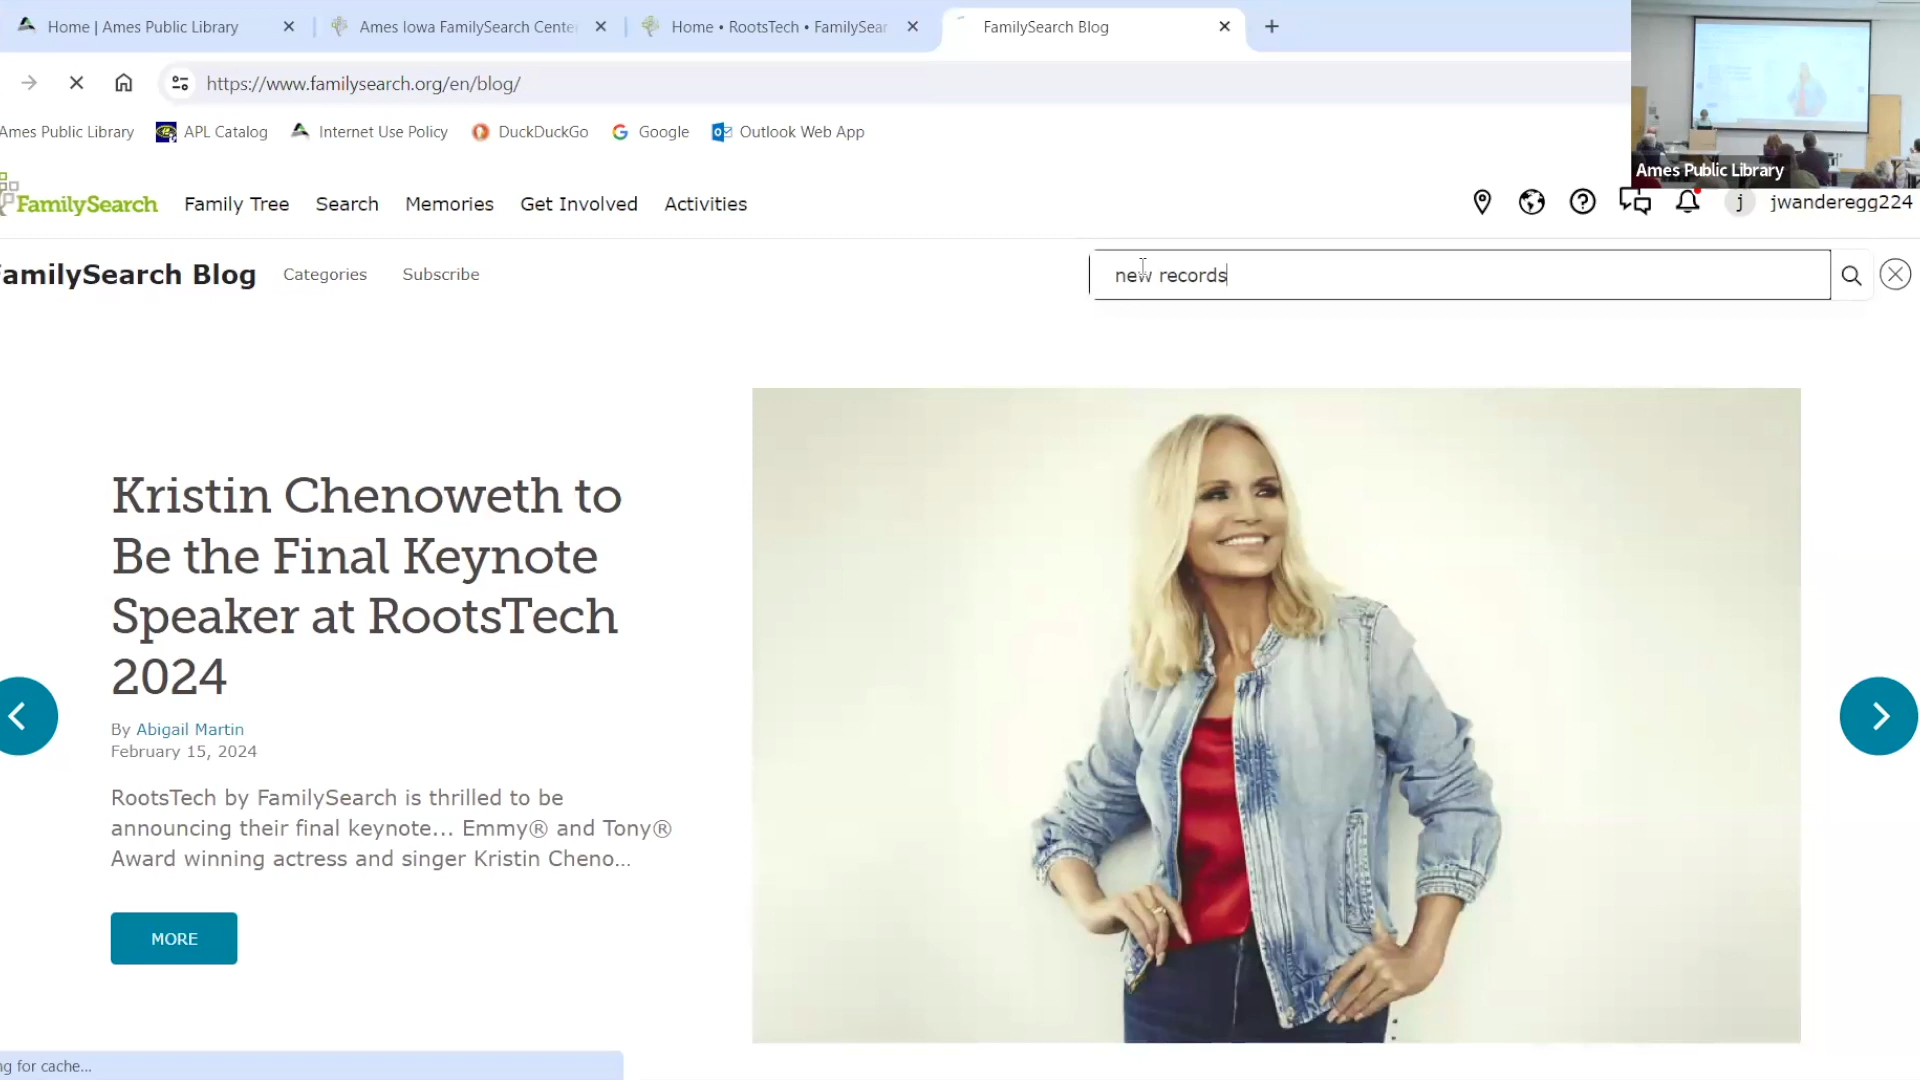 Home | Ames Public Library
Ames Iowa FamilySearch Cente
Home • RootsTech • FamilySear
FamilySearch Blog
https://www.familysearch.org/en/blog/
Ames Public Library
APL Catalog
Internet Use Policy
DuckDuckGo
Google
Outlook Web App
Ames Public Library
FamilySearch
Family Tree
Search
Memories
Get Involved
Activities
j
jwanderegg224
FamilySearch Blog
Categories
Subscribe
new records
Kristin Chenoweth to
Be the Final Keynote
Speaker at RootsTech
2024
By Abigail Martin
February 15, 2024
RootsTech by FamilySearch is thrilled to be
announcing their final keynote... Emmy® and Tony®
Award winning actress and singer Kristin Cheno...
MORE
ng for cache...